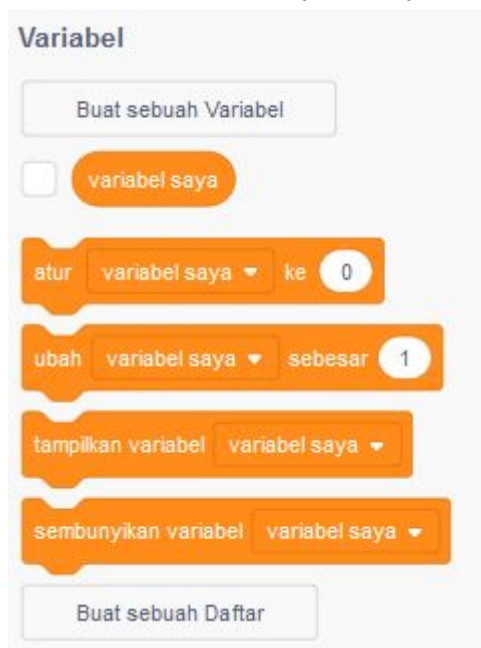 Variabel
Buat sebuah Variabel
variabel saya
atur variabel saya ke 0
ubah variabel saya sebesar 1
tampilkan variabel variabel saya
sembunyikan variabel variabel saya
Buat sebuah Daftar